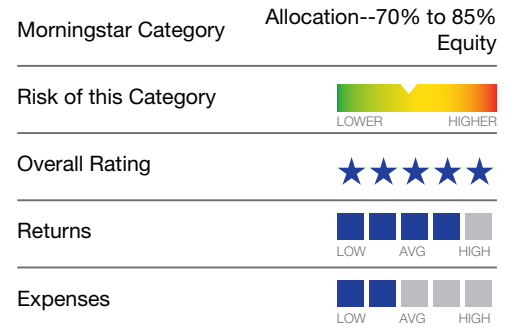 Morningstar Category
Allocation--70% to 85%
Equity
Risk of this Category
LOWER HIGHER
Overall Rating
Returns
LOW AVG HIGH
Expenses
LOW AVG HIGH